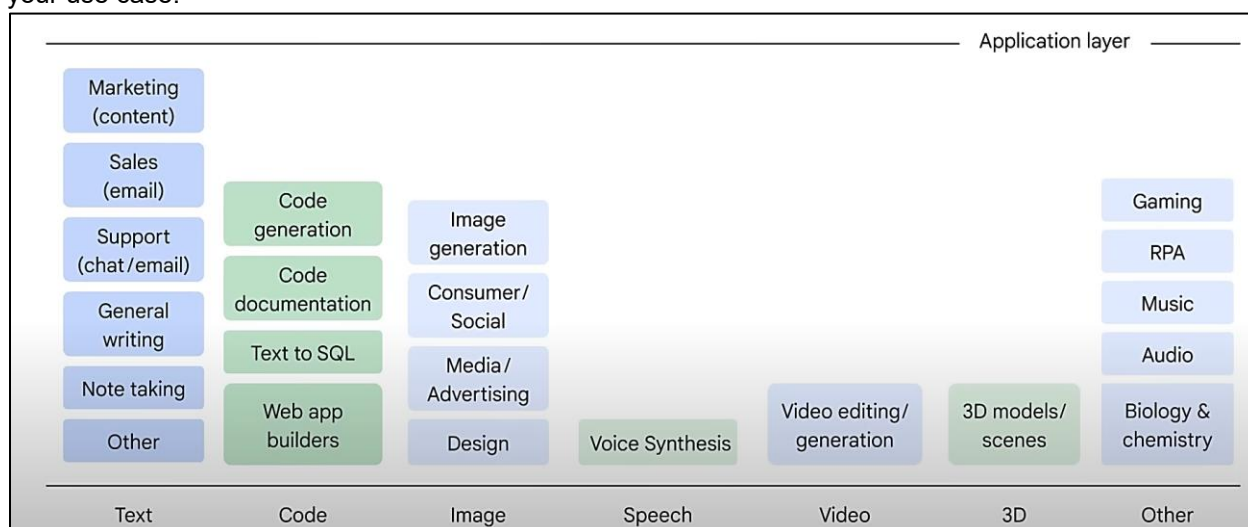 your use case.
Application layer
Marketing
(content)
Sales
(email)
Support
(chat/email)
General
writing
Note taking
Other
Code
generation
Code
documentation
Text to SQL
Web app
builders
Image
generation
Consumer/
Social
Media/
Advertising
Design
Voice Synthesis
Video editing/
generation
3D models/
scenes
Gaming
RPA
Music
Audio
Biology &
chemistry
Text
Code
Image
Speech
Video
3D
Other